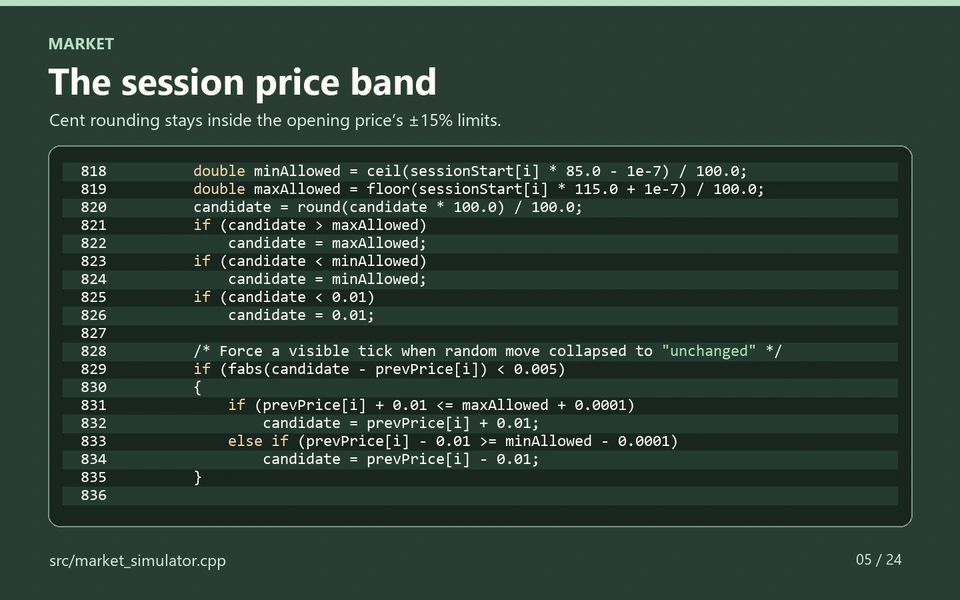 MARKET
The session price band
Cent rounding stays inside the opening price's ±15% limits.
818 double minAllowed = ceil(sessionStart[i] * 85.0 - 1e-7) / 100.0;
819 double maxAllowed = floor(sessionStart[i] * 115.0 + 1e-7) / 100.0;
820 candidate = round(candidate * 100.0) / 100.0;
821 if (candidate > maxAllowed)
822     candidate = maxAllowed;
823 if (candidate < minAllowed)
824     candidate = minAllowed;
825 if (candidate < 0.01)
826     candidate = 0.01;
827
828 /* Force a visible tick when random move collapsed to "unchanged" */
829 if (fabs(candidate - prevPrice[i]) < 0.005)
830 {
831     if (prevPrice[i] + 0.01 <= maxAllowed + 0.0001)
832         candidate = prevPrice[i] + 0.01;
833     else if (prevPrice[i] - 0.01 >= minAllowed - 0.0001)
834         candidate = prevPrice[i] - 0.01;
835 }
836
src/market_simulator.cpp
05 / 24